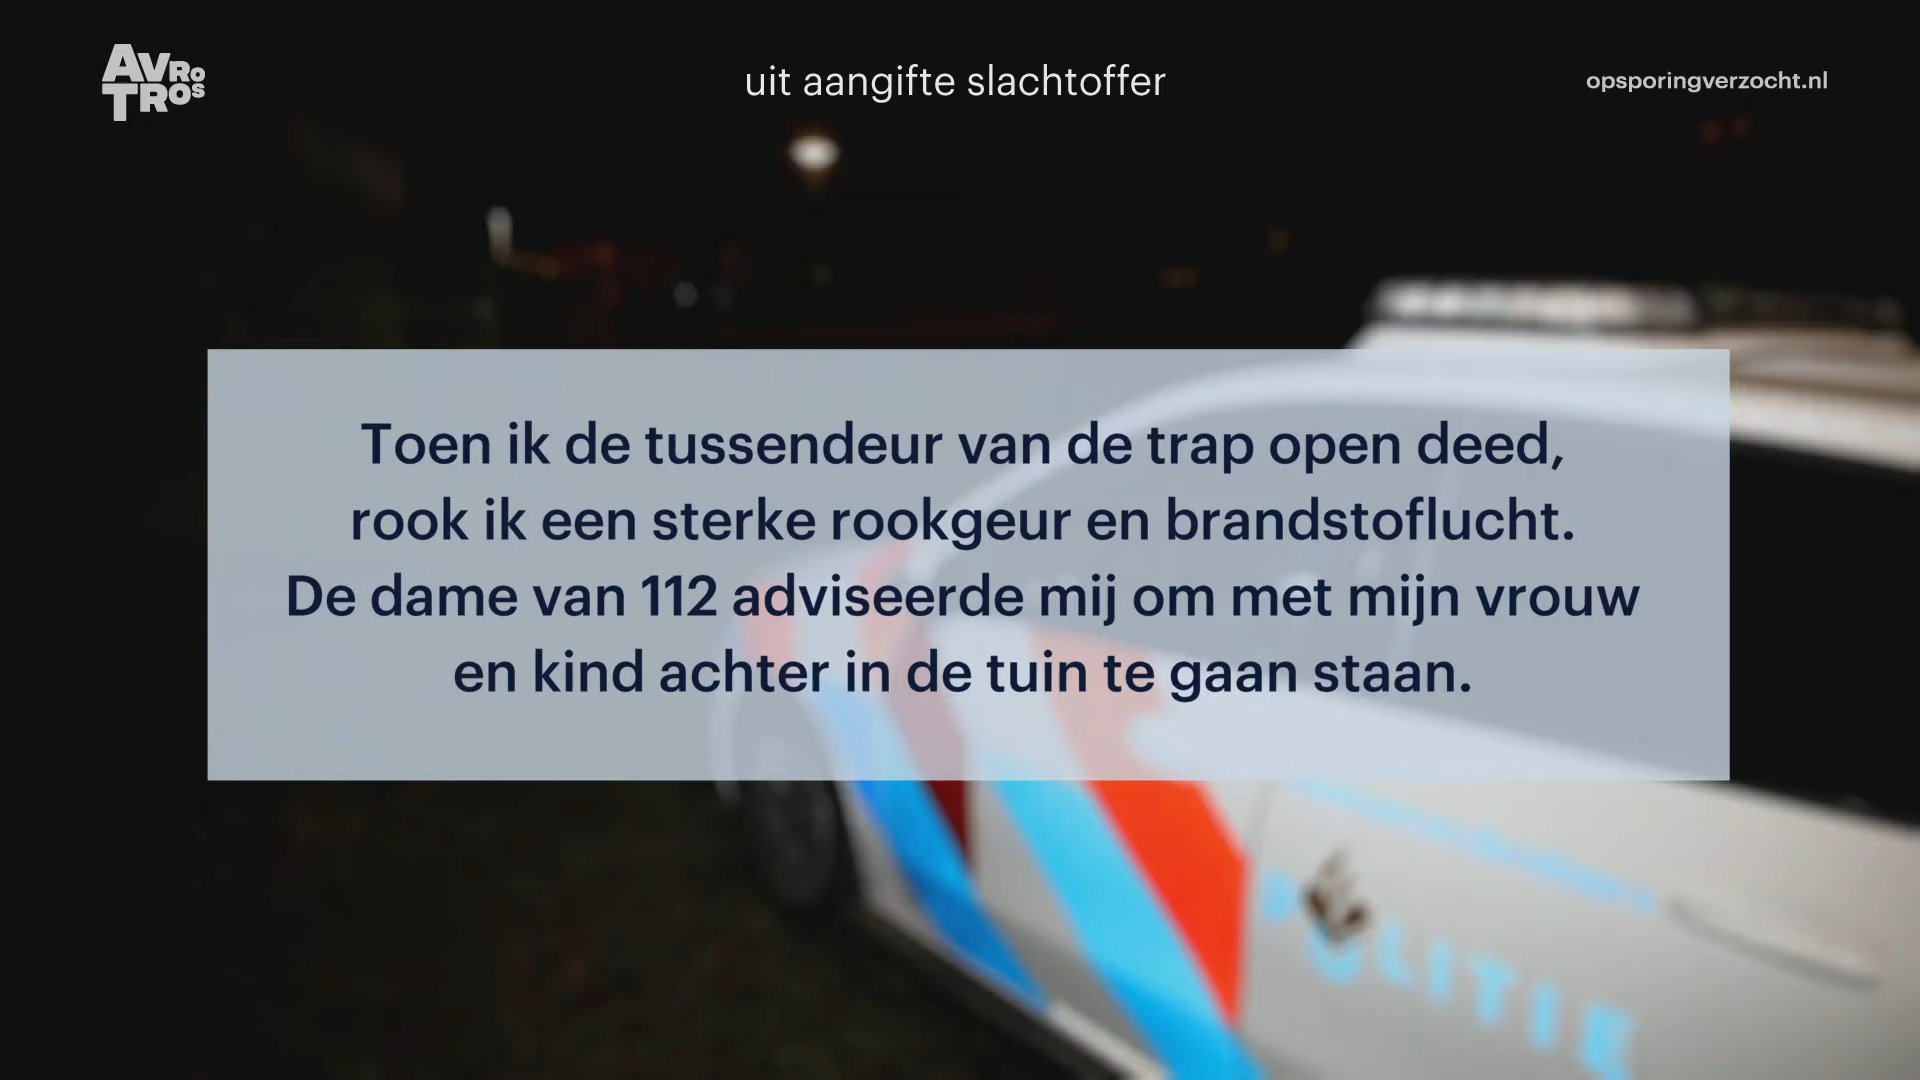 AVRO
TROS
uit aangifte slachtoffer
opsporingverzocht.nl
Toen ik de tussendeur van de trap open deed,
rook ik een sterke rookgeur en brandstoflucht.
De dame van 112 adviseerde mij om met mijn vrouw
en kind achter in de tuin te gaan staan.
POLITIE